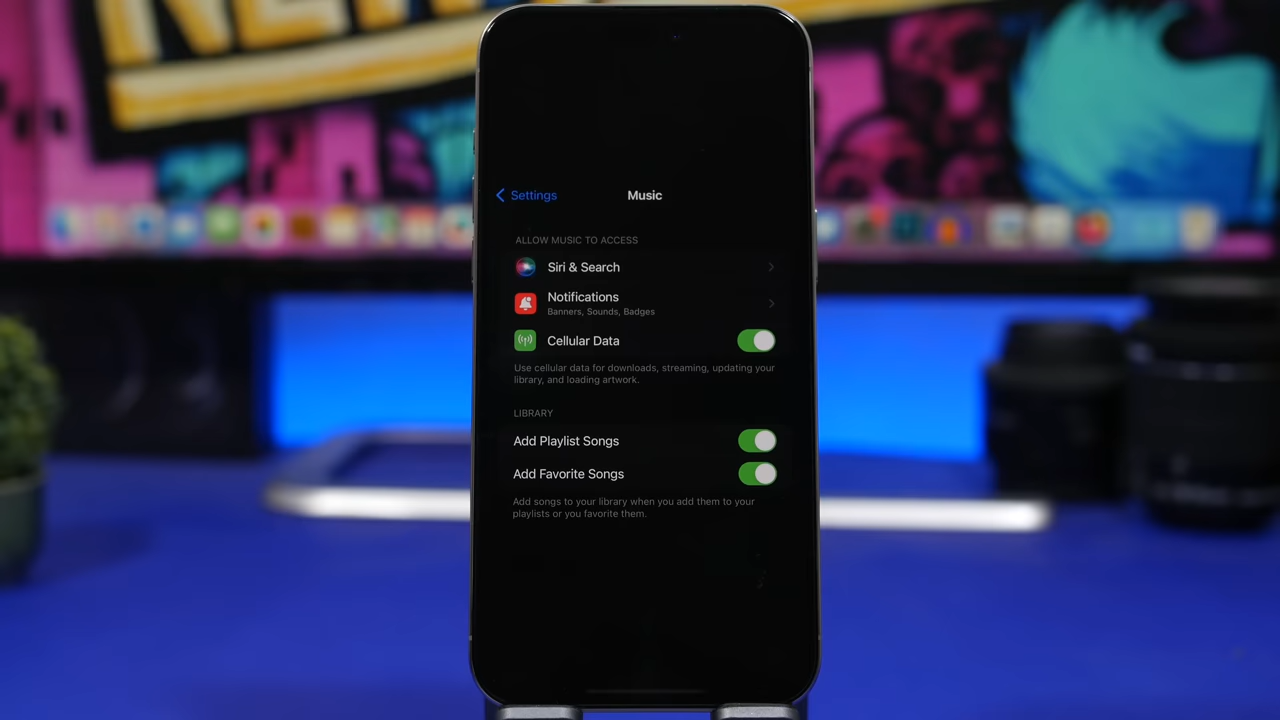 NEW
Settings
Music
ALLOW MUSIC TO ACCESS
Siri & Search
Notifications
Banners, Sounds, Badges
Cellular Data
Use cellular data for downloads, streaming, updating your
library, and loading artwork.
LIBRARY
Add Playlist Songs
Add Favorite Songs
Add songs to your library when you add them to your
playlists or you favorite them.